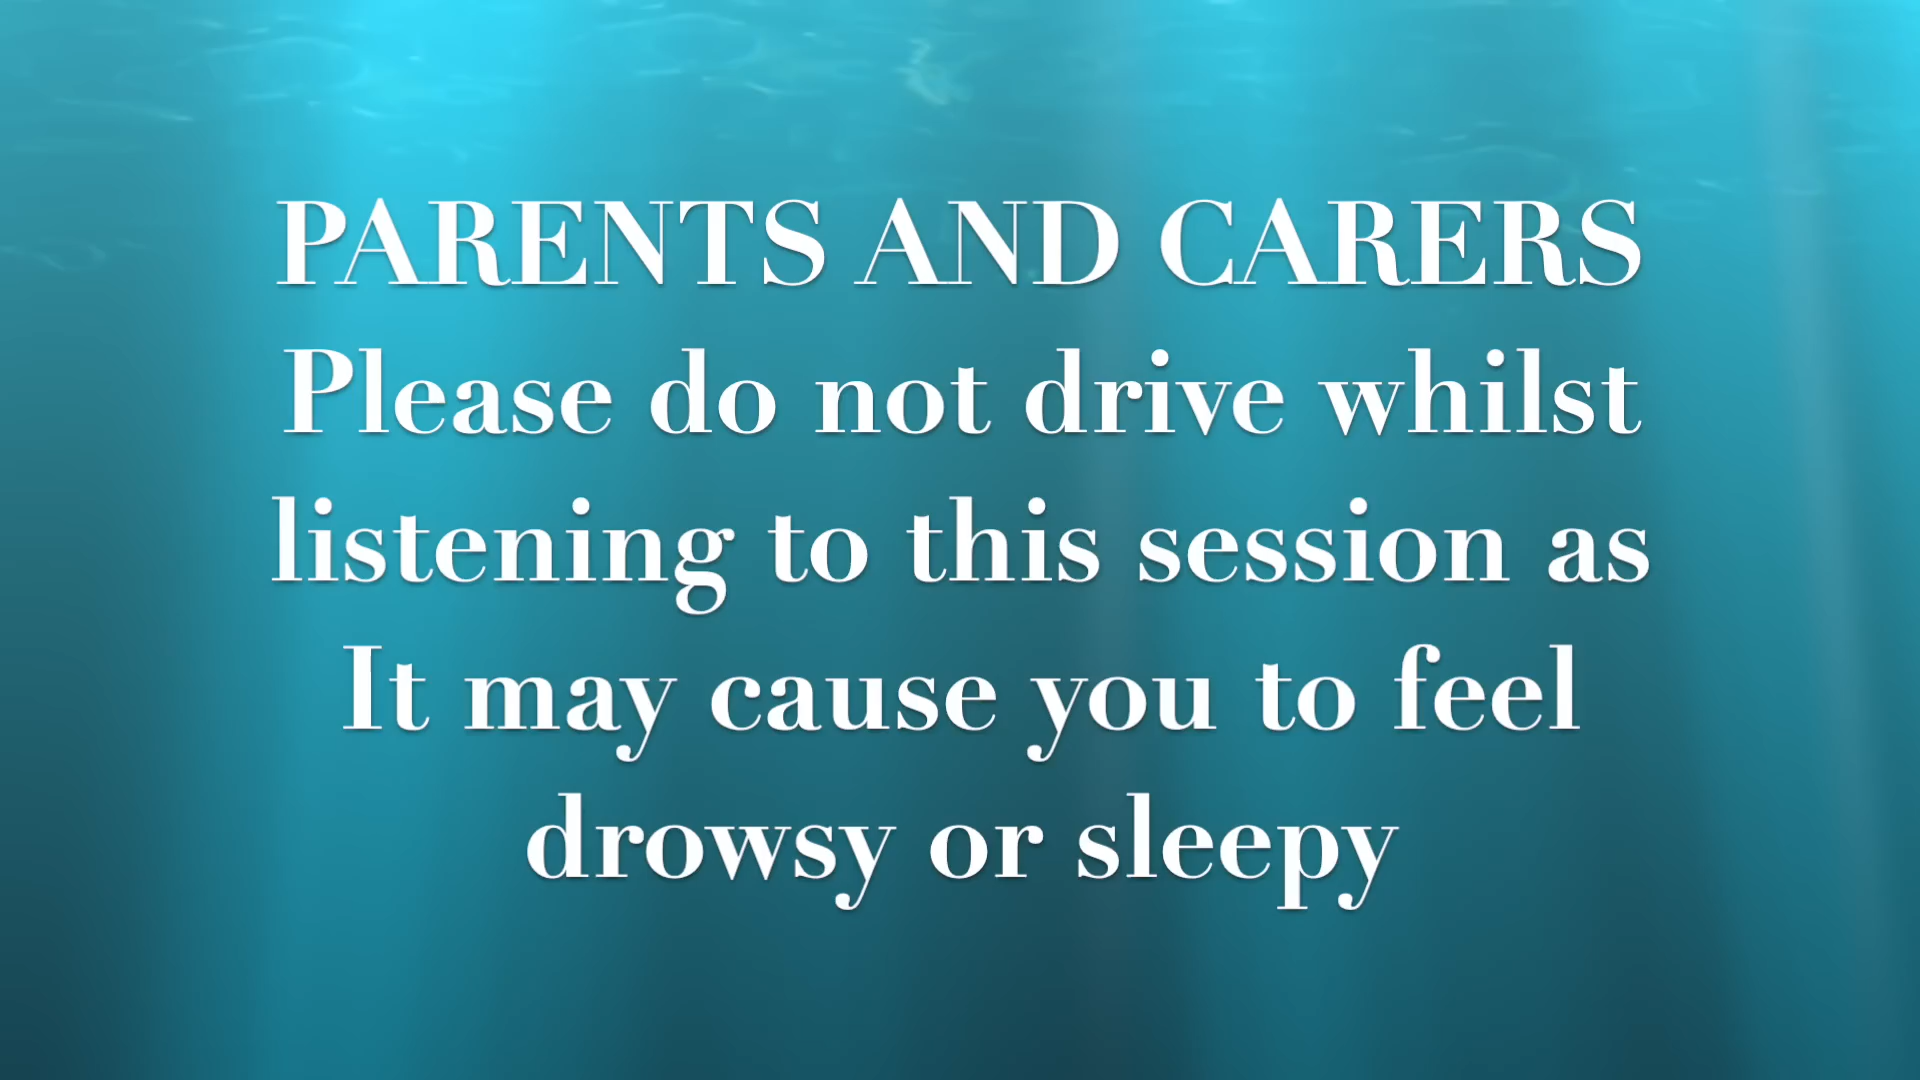 PARENTS AND CARERS
Please do not drive whilst
listening to this session as
It may cause you to feel
drowsy or sleepy